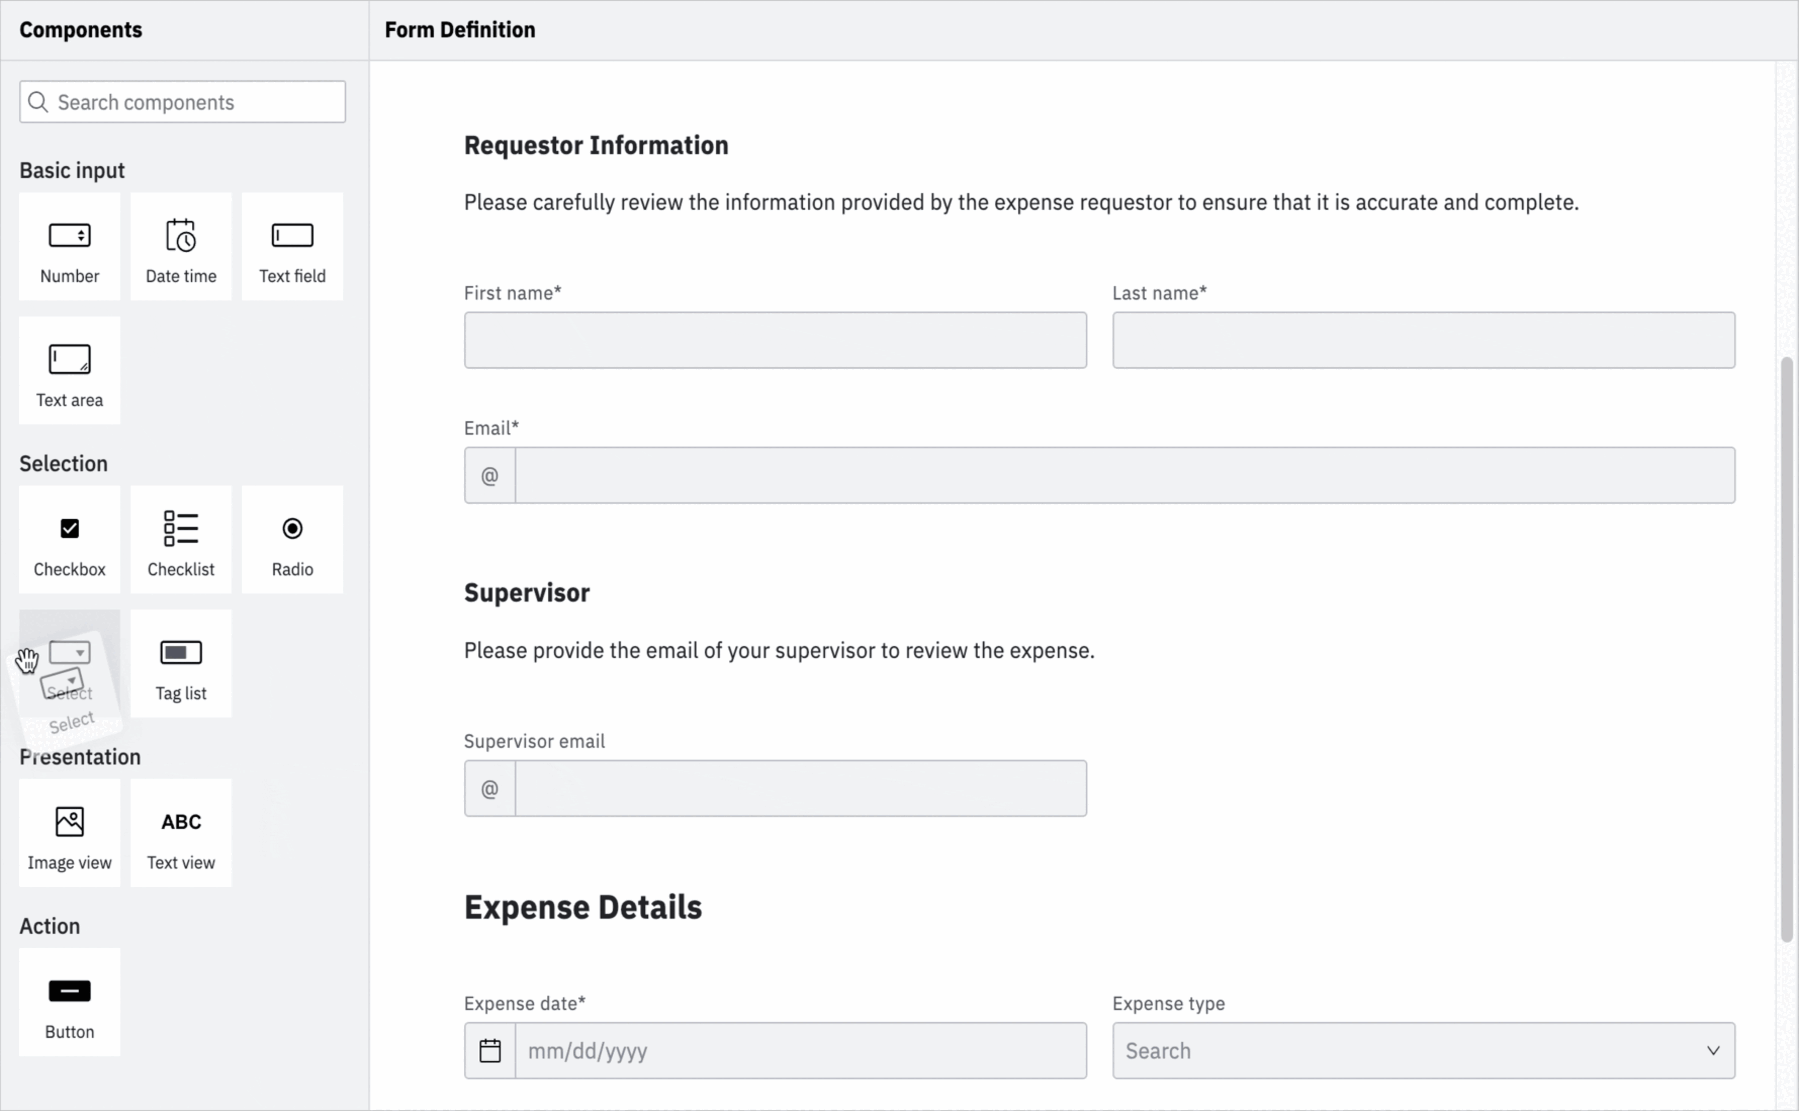 Components
Form Definition
Search components
Basic input
Number
Date time
Text field
Text area
Selection
Checkbox
Checklist
Radio
Select
Select
Tag list
Presentation
Image view
ABC
Text view
Action
Button
Requestor Information
Please carefully review the information provided by the expense requestor to ensure that it is accurate and complete.
First name*
Last name*
Email*
@
Supervisor
Please provide the email of your supervisor to review the expense.
Supervisor email
@
Expense Details
Expense date*
Expense type
mm/dd/yyyy
Search